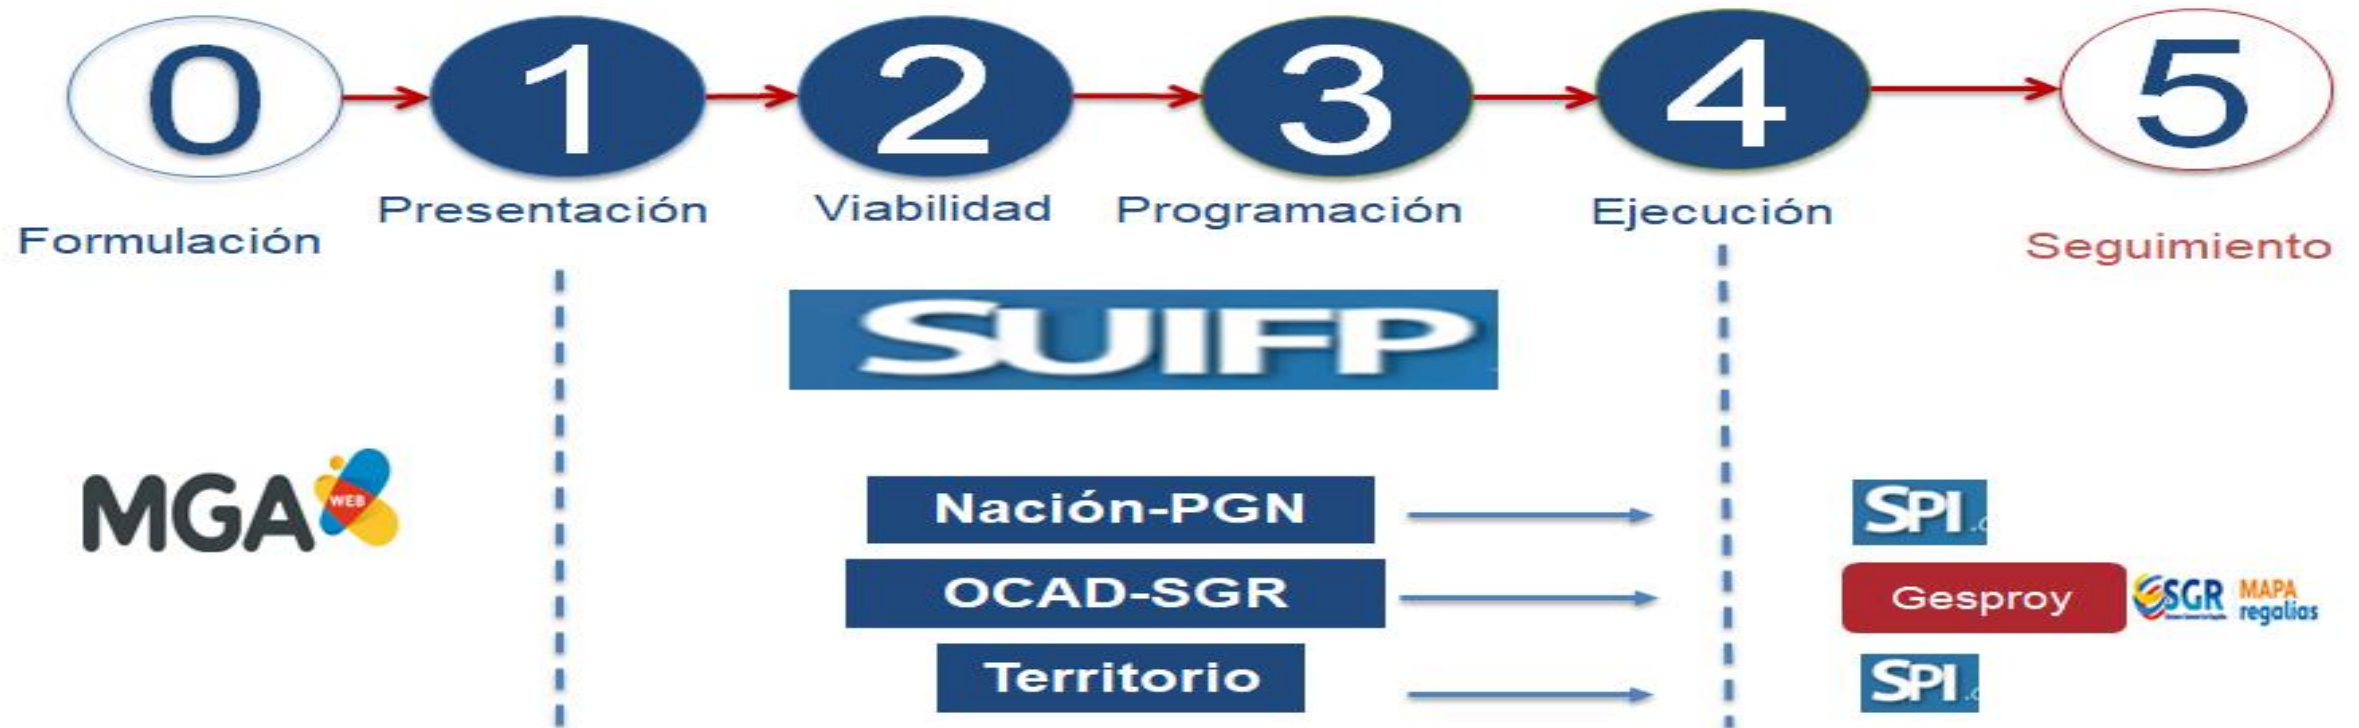 0 1 2 3 4 5
Formulación
Presentación
Viabilidad
Programación
Ejecución
Seguimiento
SUIFP
MGA WEB
Nación-PGN
SPI
OCAD-SGR
Gesproy
SGR
MAPA
regalías
Territorio
SPI